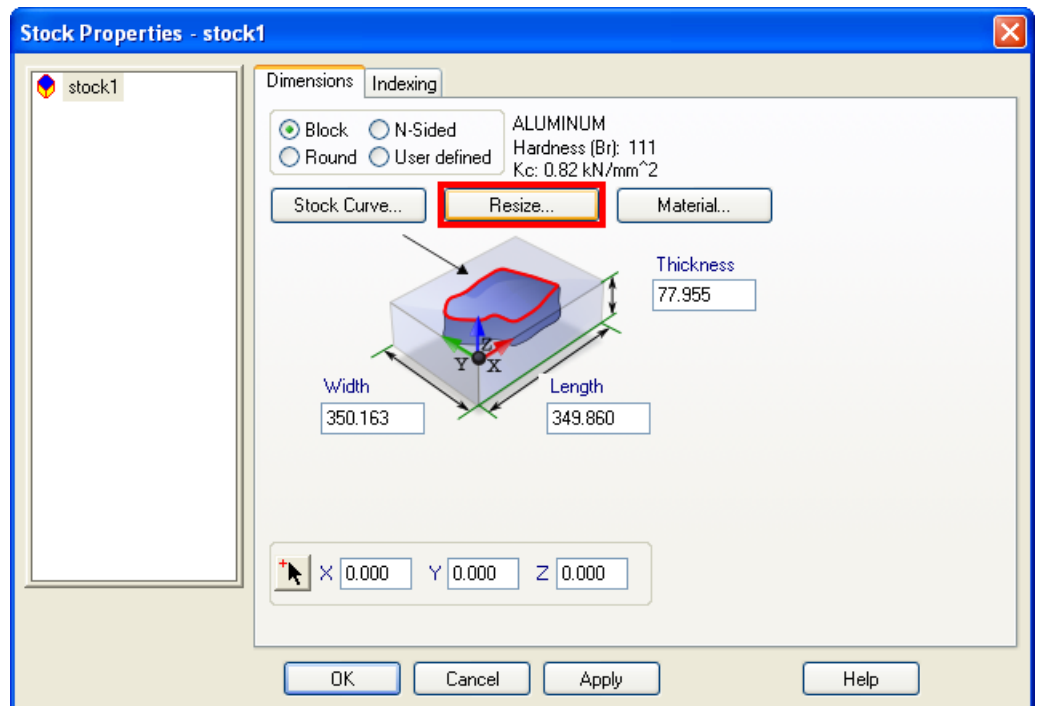 Stock Properties - stock1
stock1
Dimensions Indexing
Block N-Sided
Round User defined
ALUMINUM
Hardness (Br): 111
Kc: 0.82 kN/mm^2
Stock Curve... Resize... Material...
Thickness
77.955
Z
Y X
Width
350.163
Length
349.860
X 0.000 Y 0.000 Z 0.000
OK Cancel Apply Help